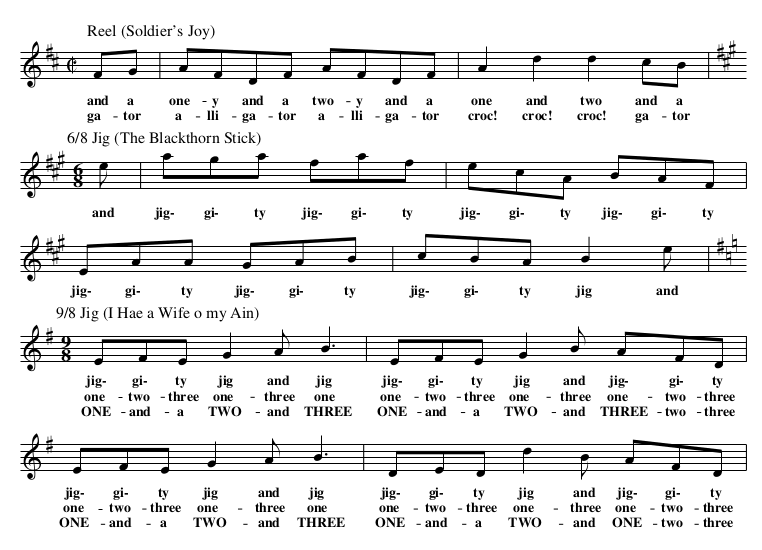 Reel (Soldier's Joy)
and a one - y and a two - y and a one and two and a
ga - tor a - lli - ga - tor a - lli - ga - tor croc! croc! croc! ga - tor
6/8 Jig (The Blackthorn Stick)
6
8
and jig- gi- ty jig- gi- ty jig- gi- ty jig- gi- ty
jig- gi- ty jig- gi- ty jig- gi- ty jig and
9/8 Jig (I Hae a Wife o my Ain)
9
8
jig- gi- ty jig and jig jig- gi- ty jig and jig- gi- ty
one - two - three one - three one one - two - three one - three one - two - three
ONE - and - a TWO - and THREE ONE - and - a TWO - and THREE - two - three
jig- gi- ty jig and jig jig- gi- ty jig and jig- gi- ty
one - two - three one - three one one - two - three one - three one - two - three
ONE - and - a TWO - and THREE ONE - and - a TWO - and ONE - two - three